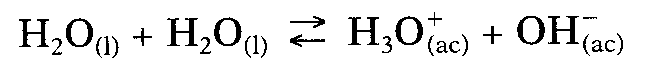 H₂O₍ₗ₎ + H₂O₍ₗ₎ ⇄ H₃O⁺(ac) + OH⁻(ac)